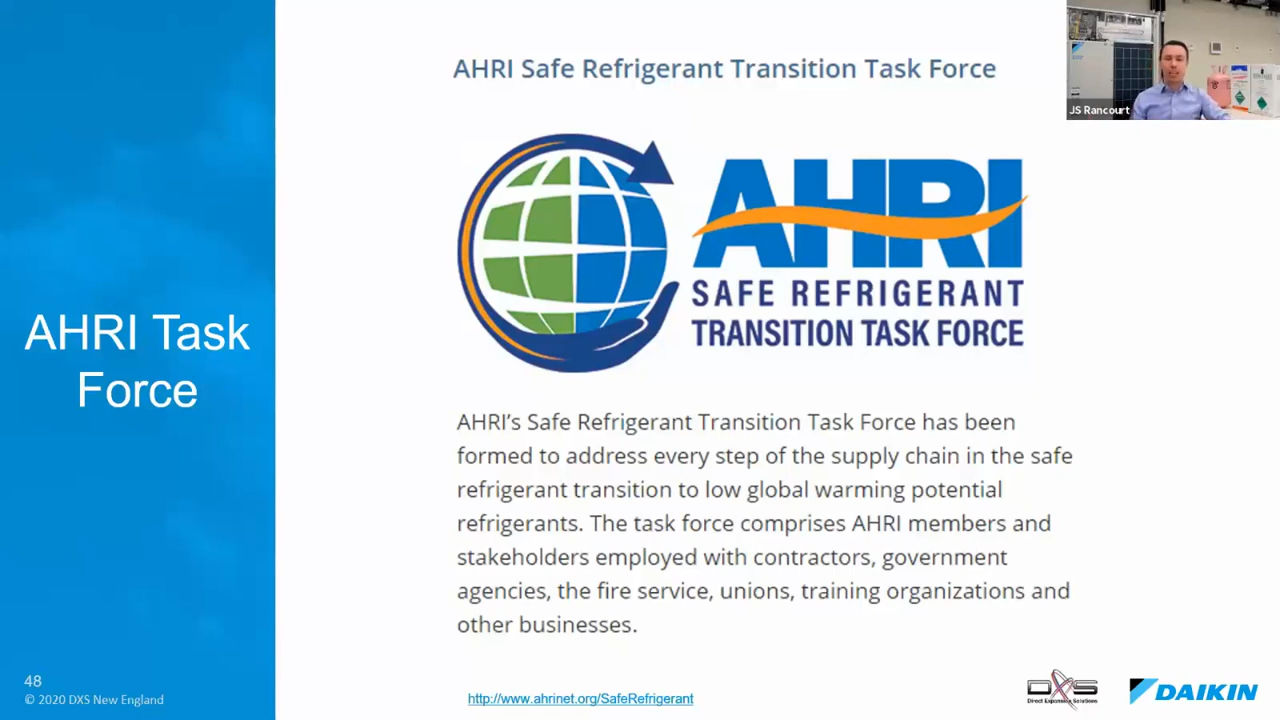 AHRI Safe Refrigerant Transition Task Force
JS Rancourt
AHRI
SAFE REFRIGERANT
TRANSITION TASK FORCE
AHRI Task
Force
AHRI's Safe Refrigerant Transition Task Force has been
formed to address every step of the supply chain in the safe
refrigerant transition to low global warming potential
refrigerants. The task force comprises AHRI members and
stakeholders employed with contractors, government
agencies, the fire service, unions, training organizations and
other businesses.
48
© 2020 DXS New England
http://www.ahrinet.org/SafeRefrigerant
DXS
Direct Expansion Solutions
DAIKIN